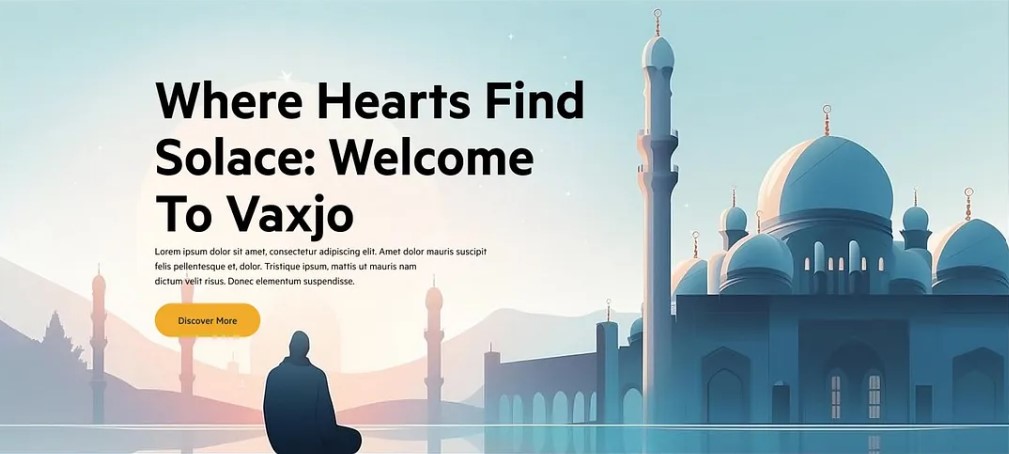 Where Hearts Find
Solace: Welcome
To Vaxjo
Lorem ipsum dolor sit amet, consectetur adipiscing elit. Amet dolor mauris suscipit
felis pellentesque et, dolor. Tristique ipsum, mattis ut mauris nam
dictum velit risus. Donec elementum suspendisse.
Discover More